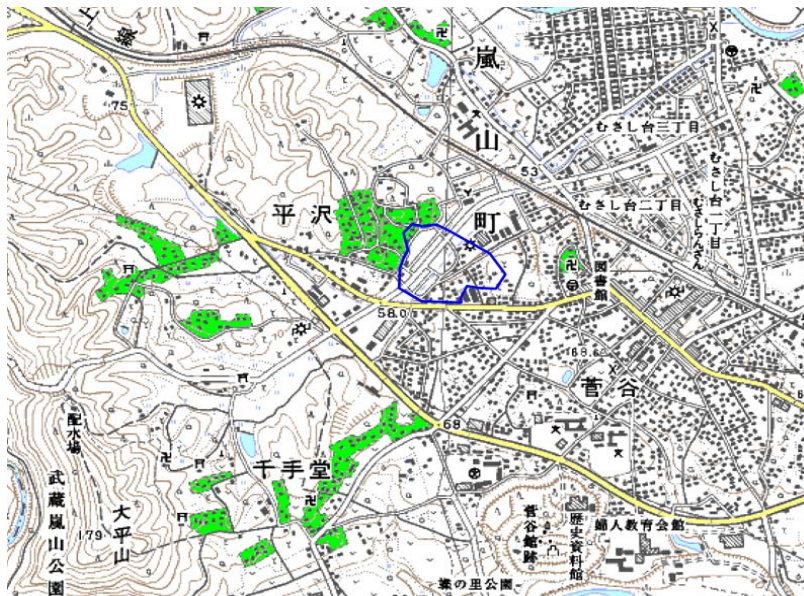 嵐
山
町
75
53
むさし台三丁目
むさし台二丁目
むさし台一丁目
むさしらんざん
平沢
図書館
58.0
68.6
菅谷
69
配水場
千手堂
武蔵嵐山公園
大平山
179
菅谷館跡
歴史資料館
婦人教育会館
蝶の里公園